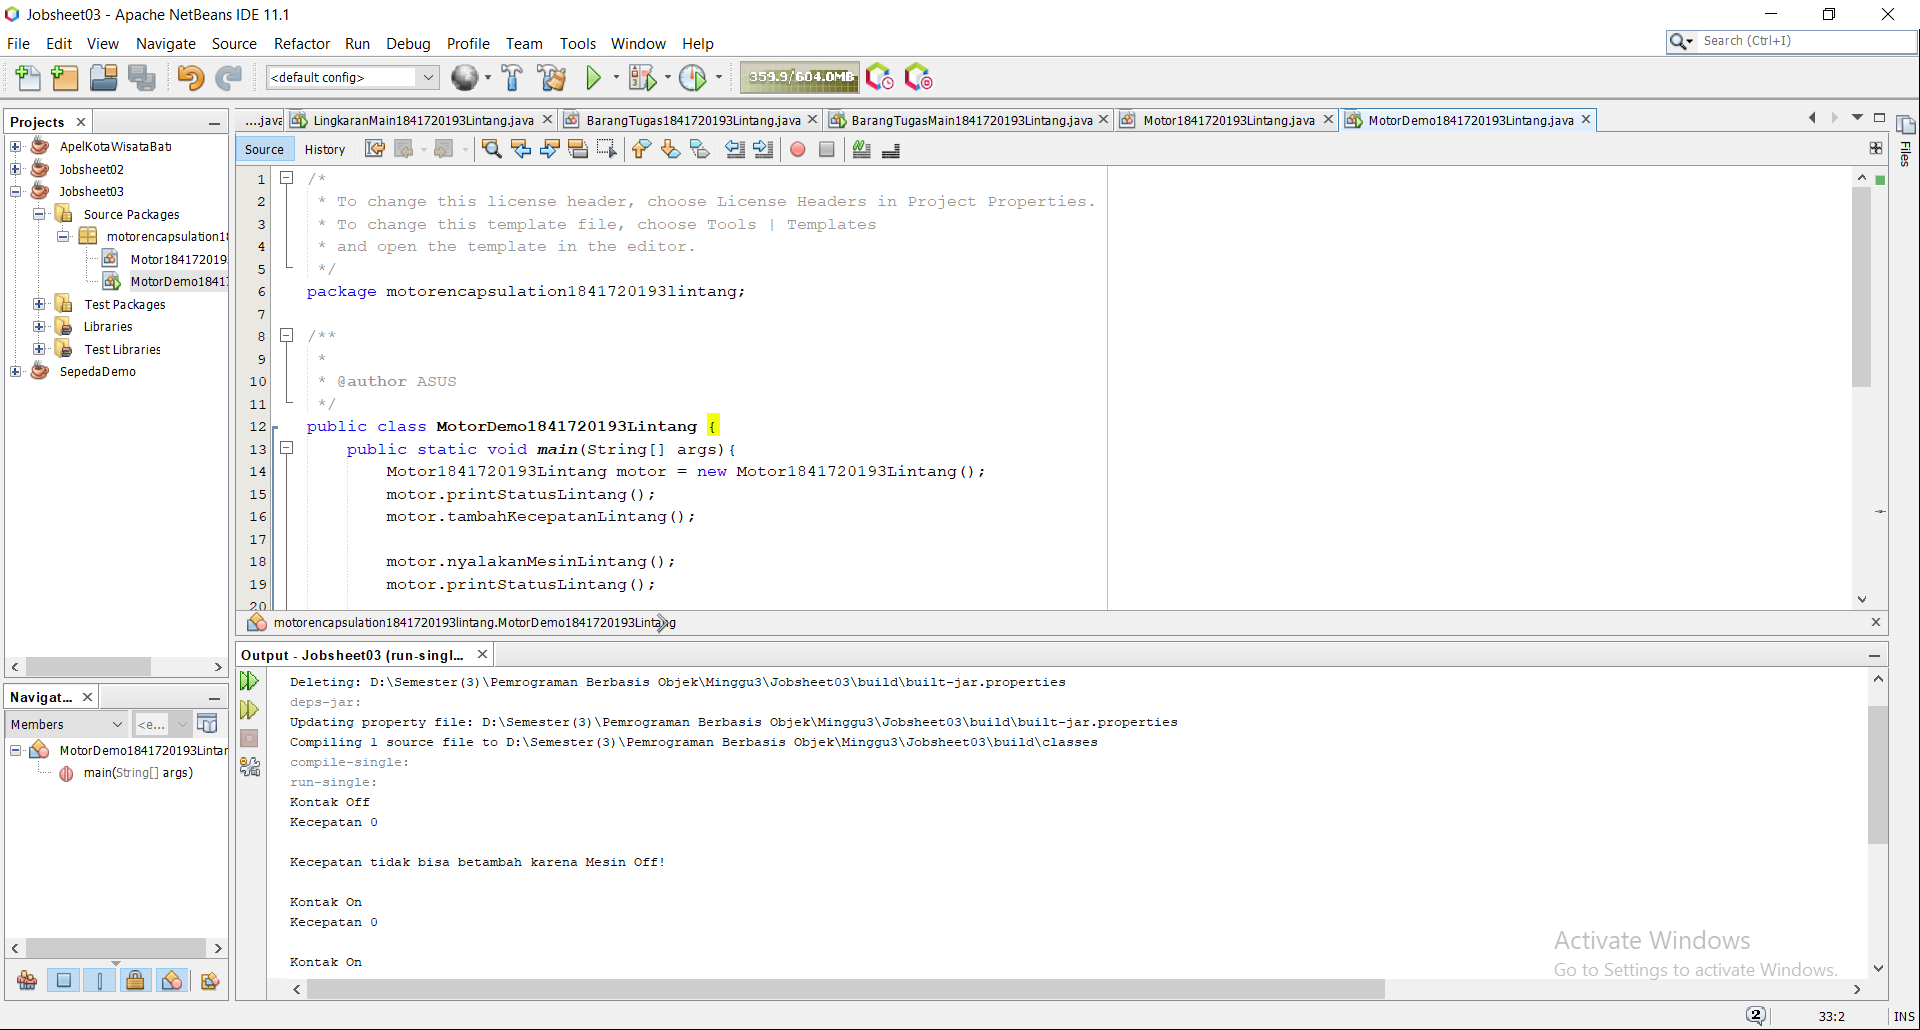 Jobsheet03 - Apache NetBeans IDE 11.1
File Edit View Navigate Source Refactor Run Debug Profile Team Tools Window Help
Search (Ctrl+I)
<default config>
359.9/604.0MB
Projects
ApelKotaWisataBatu
Jobsheet02
Jobsheet03
Source Packages
motorencapsulation18
Motor184172019
MotorDemo1841
Test Packages
Libraries
Test Libraries
SepedaDemo
....java LingkaranMain1841720193Lintang.java BarangTugas1841720193Lintang.java BarangTugasMain1841720193Lintang.java Motor1841720193Lintang.java MotorDemo1841720193Lintang.java
Files
Source History
1 /*
2 * To change this license header, choose License Headers in Project Properties.
3 * To change this template file, choose Tools | Templates
4 * and open the template in the editor.
5 */
6 package motorencapsulation1841720193lintang;
7
8 /**
9 *
10 * @author ASUS
11 */
12 public class MotorDemo1841720193Lintang {
13 public static void main(String[] args){
14 Motor1841720193Lintang motor = new Motor1841720193Lintang();
15 motor.printStatusLintang();
16 motor.tambahKecepatanLintang();
17
18 motor.nyalakanMesinLintang();
19 motor.printStatusLintang();
20
motorencapsulation1841720193lintang.MotorDemo1841720193Lintang
Output - Jobsheet03 (run-singl...
Deleting: D:\Semester(3)\Pemrograman Berbasis Objek\Minggu3\Jobsheet03\build\built-jar.properties
deps-jar:
Updating property file: D:\Semester(3)\Pemrograman Berbasis Objek\Minggu3\Jobsheet03\build\built-jar.properties
Compiling 1 source file to D:\Semester(3)\Pemrograman Berbasis Objek\Minggu3\Jobsheet03\build\classes
compile-single:
run-single:
Kontak Off
Kecepatan 0
Kecepatan tidak bisa betambah karena Mesin Off!
Kontak On
Kecepatan 0
Kontak On
Navigat...
Members <e...
MotorDemo1841720193Lintan
main(String[] args)
Activate Windows
Go to Settings to activate Windows.
2 33:2 INS